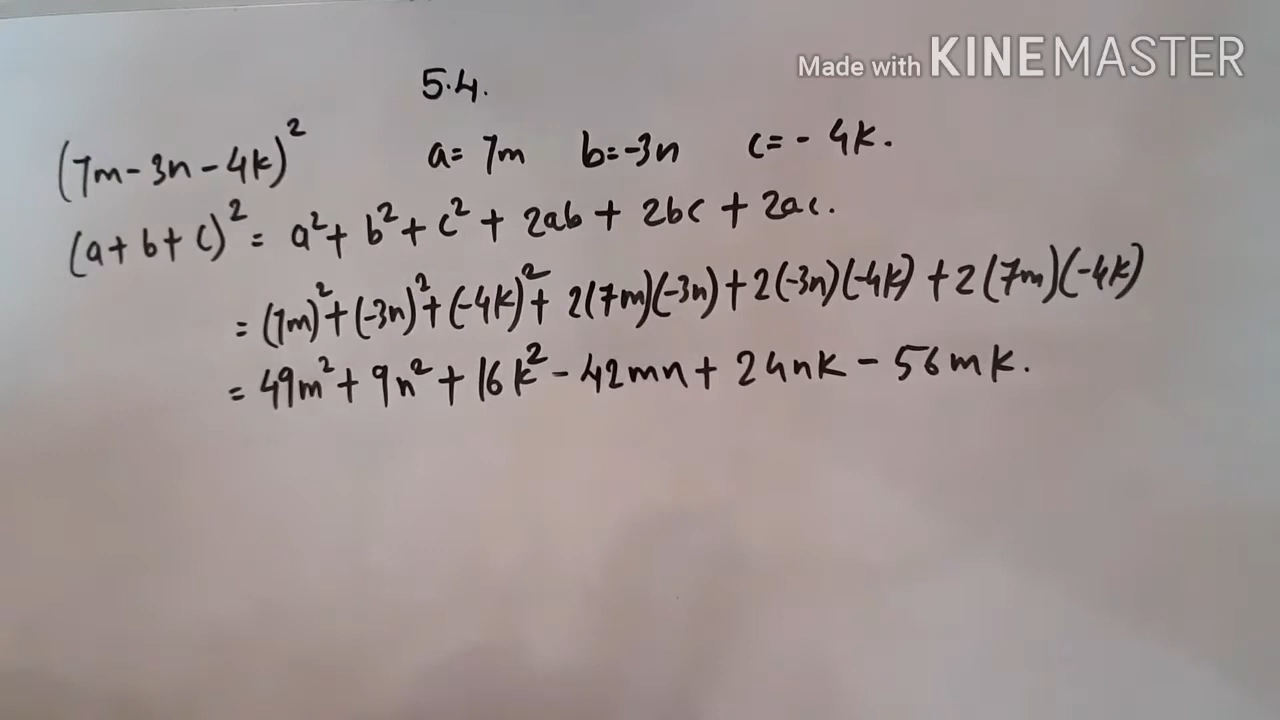 Made with KINEMASTER
5.4.
(7m - 3n - 4k)² a = 7m b = -3n c = - 4k.
(a + b + c)² = a² + b² + c² + 2ab + 2bc + 2ac.
= (7m)² + (-3n)² + (-4k)² + 2(7m)(-3n) + 2(-3n)(-4k) + 2(7m)(-4k)
= 49m² + 9n² + 16k² - 42mn + 24nk - 56mk.